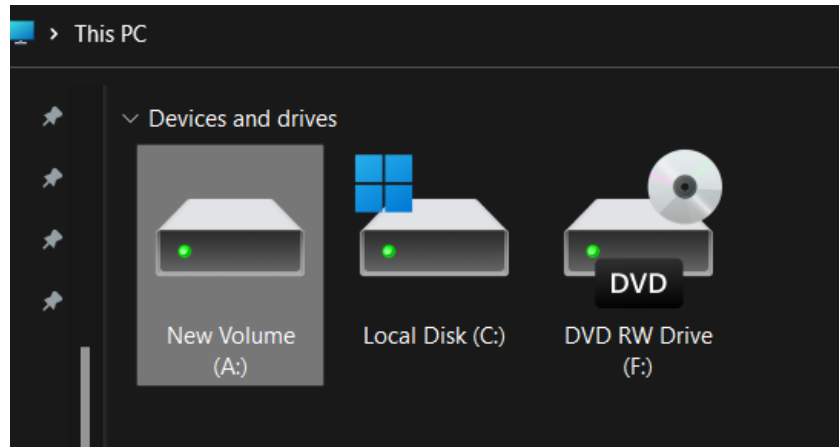 This PC
Devices and drives
DVD
New Volume
(A:)
Local Disk (C:)
DVD RW Drive
(F:)